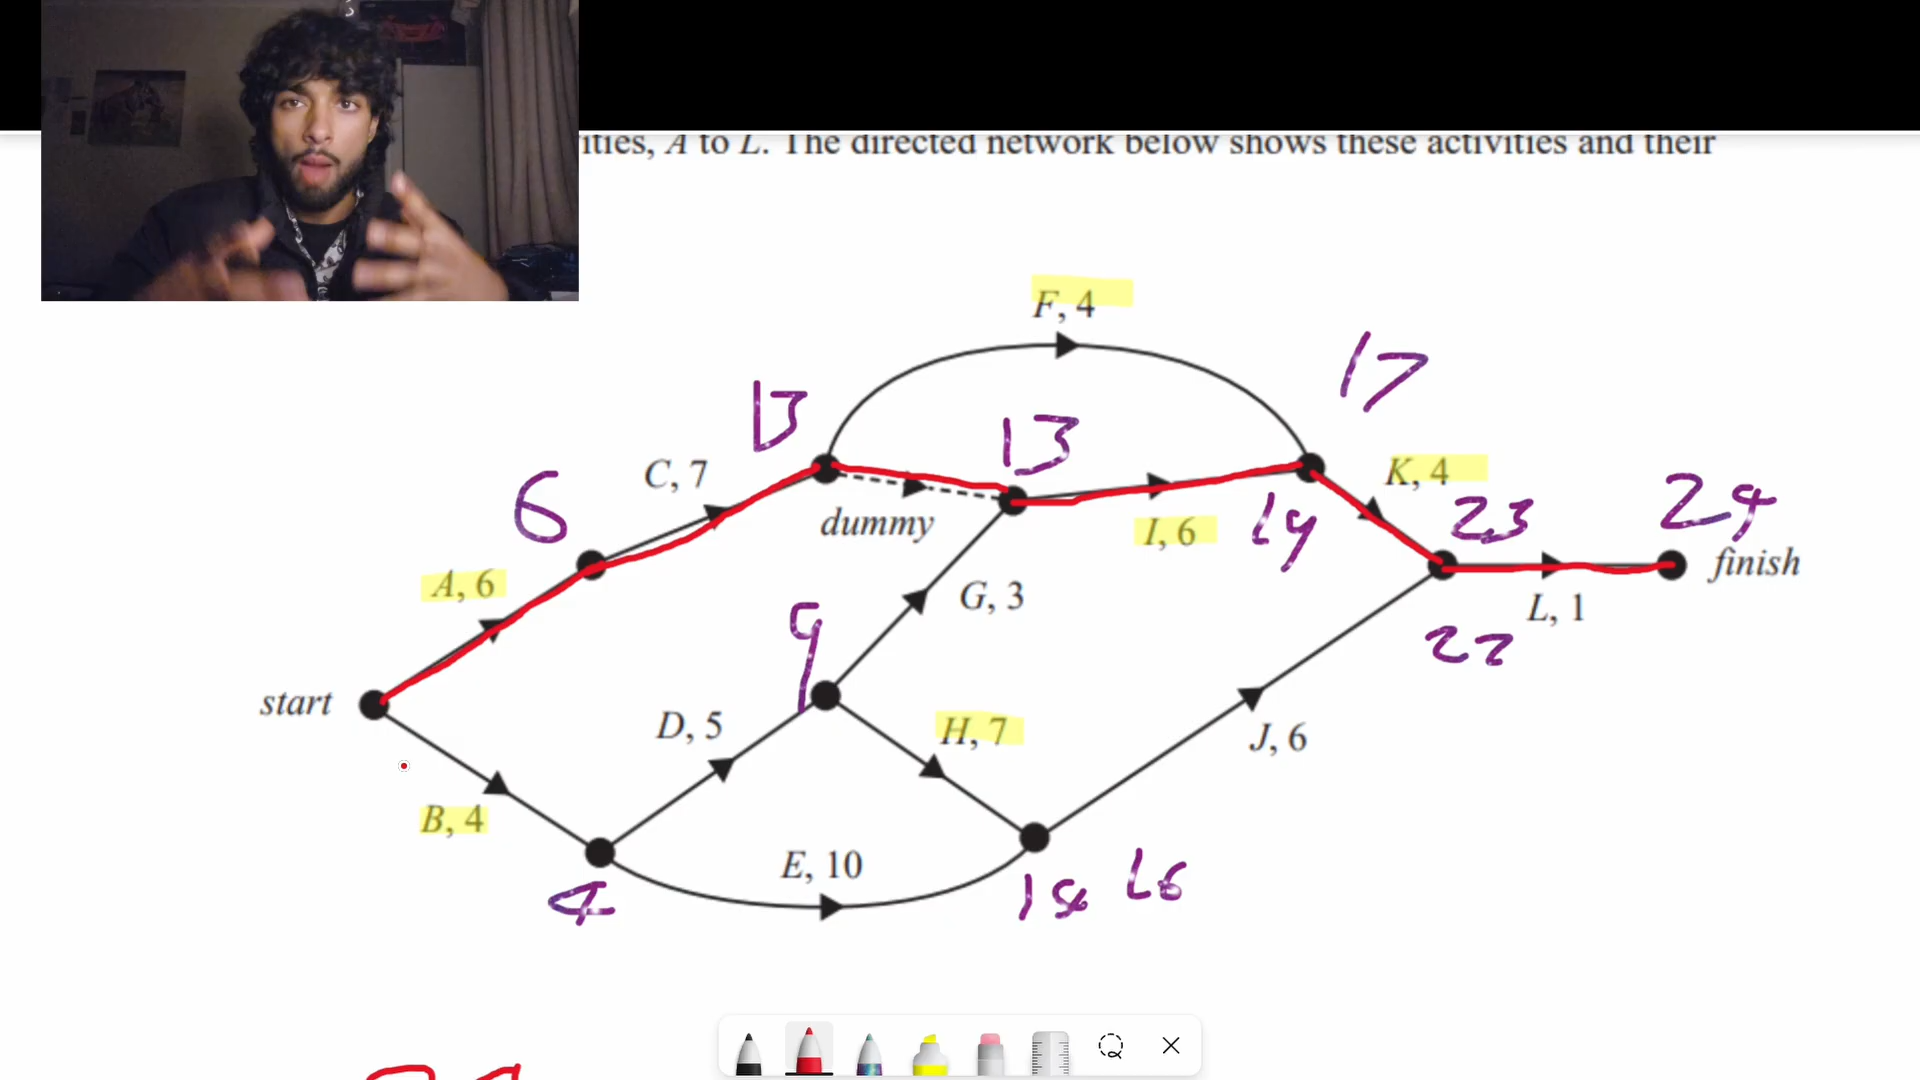 ities, A to L. The directed network below shows these activities and their
F, 4
17
13
13
C, 7
6
K, 4
dummy
I, 6
19
23
24
finish
A, 6
G, 3
L, 1
9
22
start
D, 5
H, 7
J, 6
B, 4
E, 10
4
14 16